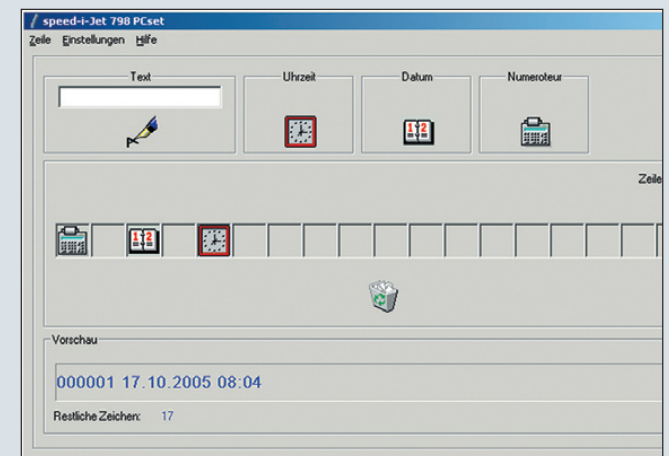 speed-i-Jet 798 PCset
Zeile Einstellungen Hilfe
Text Uhrzeit Datum Numeroteur
Zeile
Vorschau
000001 17.10.2005 08:04
Restliche Zeichen: 17